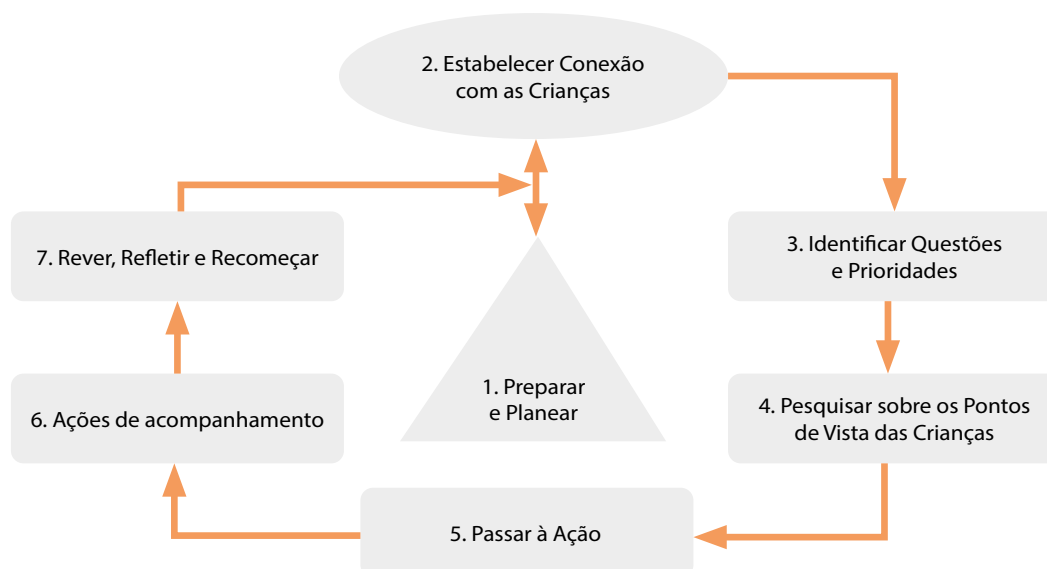 2. Estabelecer Conexão
com as Crianças
7. Rever, Refletir e Recomeçar
3. Identificar Questões
e Prioridades
1. Preparar
e Planear
6. Ações de acompanhamento
4. Pesquisar sobre os Pontos
de Vista das Crianças
5. Passar à Ação